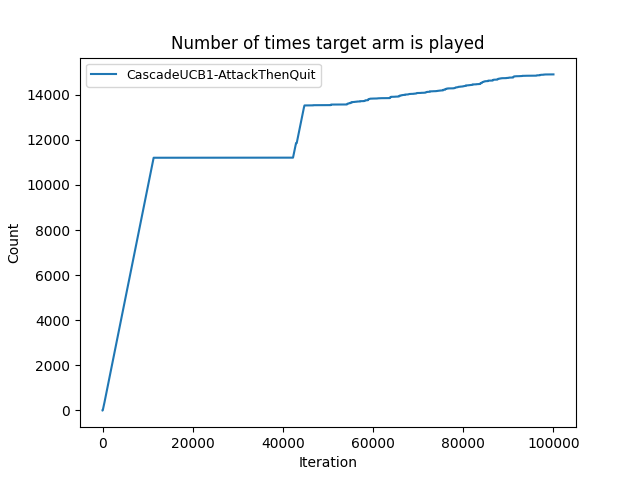 Number of times target arm is played
CascadeUCB1-AttackThenQuit
14000
12000
10000
8000
6000
4000
2000
0
Count
0 20000 40000 60000 80000 100000
Iteration